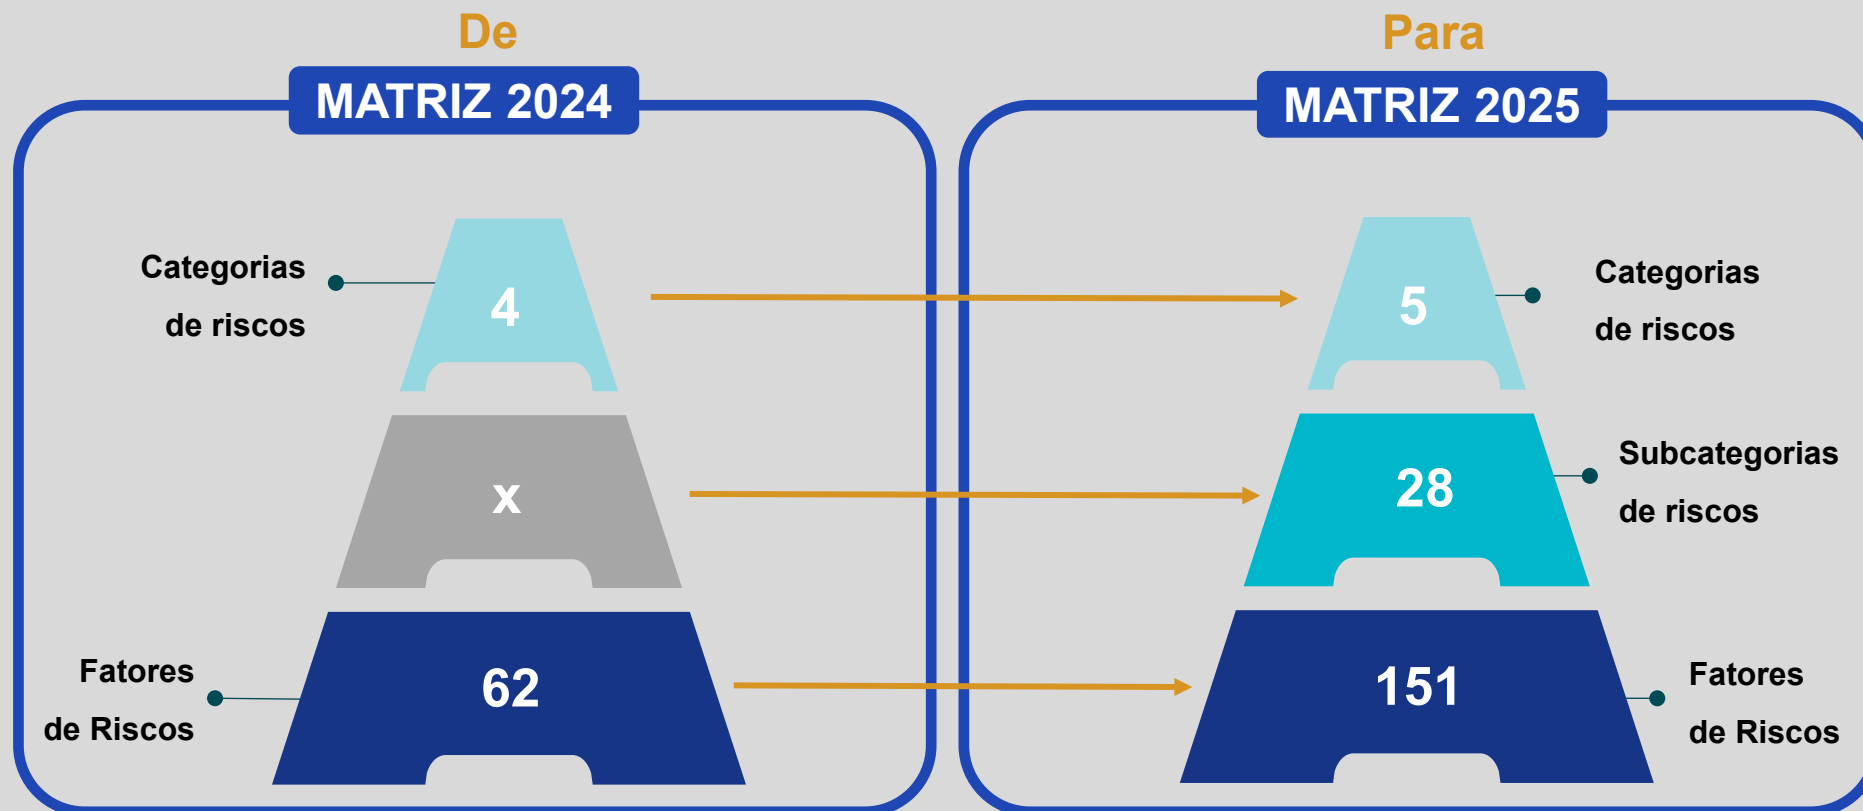 De
MATRIZ 2024
Categorias
de riscos
4
x
Fatores
de Riscos
62
Para
MATRIZ 2025
5
Categorias
de riscos
28
Subcategorias
de riscos
151
Fatores
de Riscos